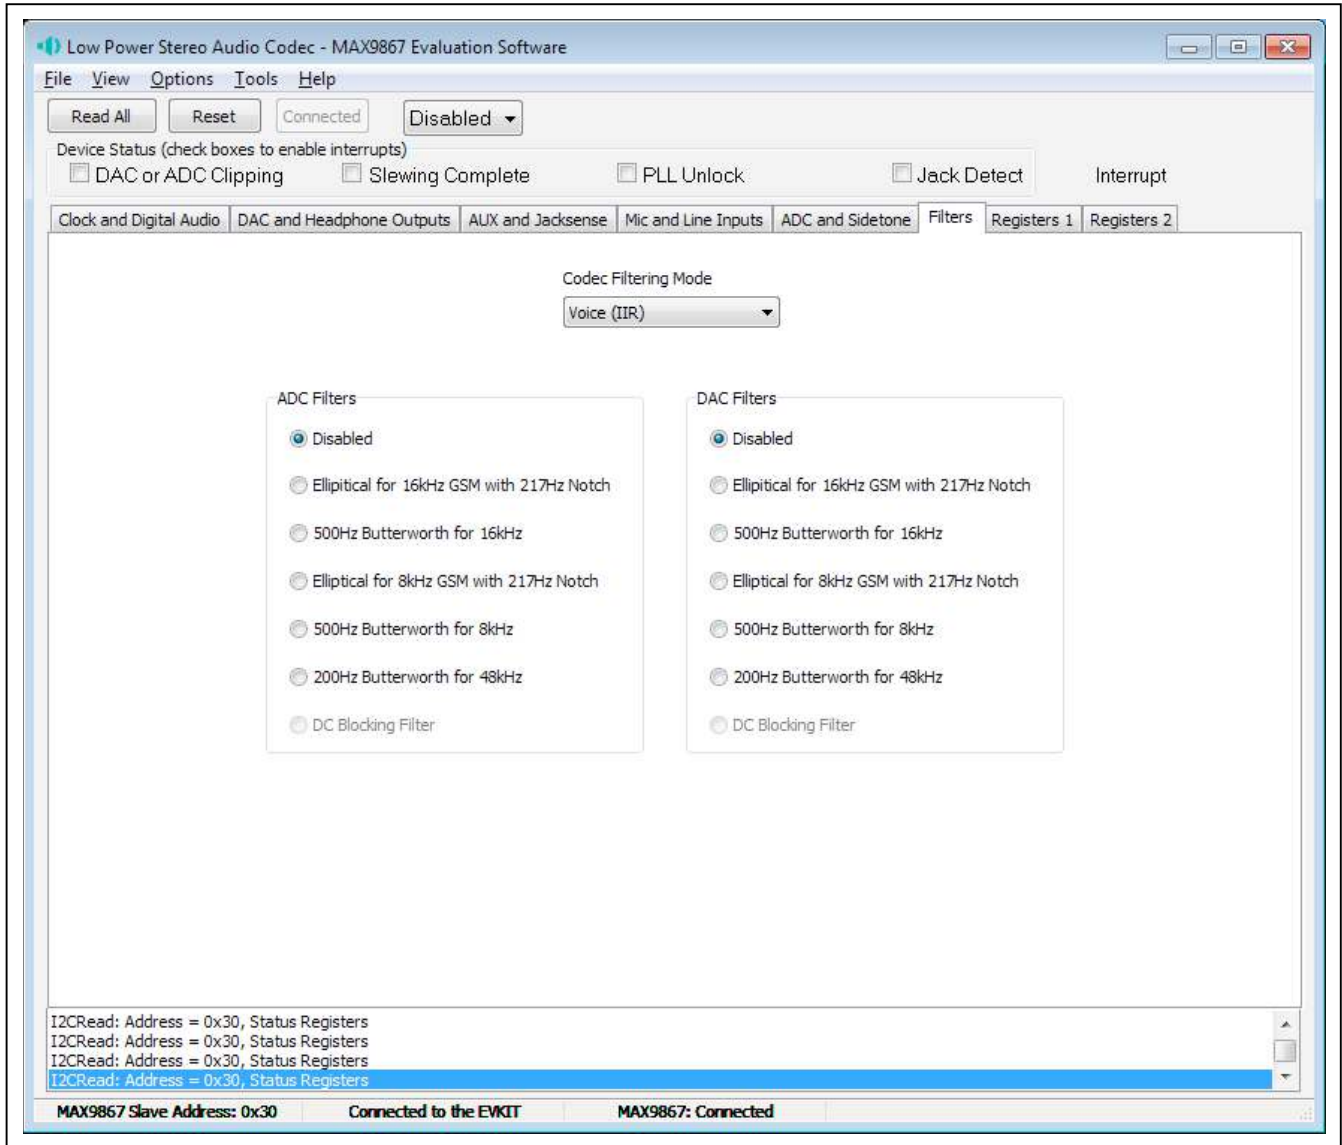 Low Power Stereo Audio Codec - MAX9867 Evaluation Software
File View Options Tools Help
Read All Reset Connected Disabled
Device Status (check boxes to enable interrupts)
DAC or ADC Clipping Slewing Complete PLL Unlock Jack Detect Interrupt
Clock and Digital Audio DAC and Headphone Outputs AUX and Jacksense Mic and Line Inputs ADC and Sidetone Filters Registers 1 Registers 2
Codec Filtering Mode
Voice (IIR)
ADC Filters
Disabled
Ellipitical for 16kHz GSM with 217Hz Notch
500Hz Butterworth for 16kHz
Elliptical for 8kHz GSM with 217Hz Notch
500Hz Butterworth for 8kHz
200Hz Butterworth for 48kHz
DC Blocking Filter
DAC Filters
Disabled
Ellipitical for 16kHz GSM with 217Hz Notch
500Hz Butterworth for 16kHz
Elliptical for 8kHz GSM with 217Hz Notch
500Hz Butterworth for 8kHz
200Hz Butterworth for 48kHz
DC Blocking Filter
I2CRead: Address = 0x30, Status Registers
I2CRead: Address = 0x30, Status Registers
I2CRead: Address = 0x30, Status Registers
I2CRead: Address = 0x30, Status Registers
MAX9867 Slave Address: 0x30 Connected to the EVKIT MAX9867: Connected